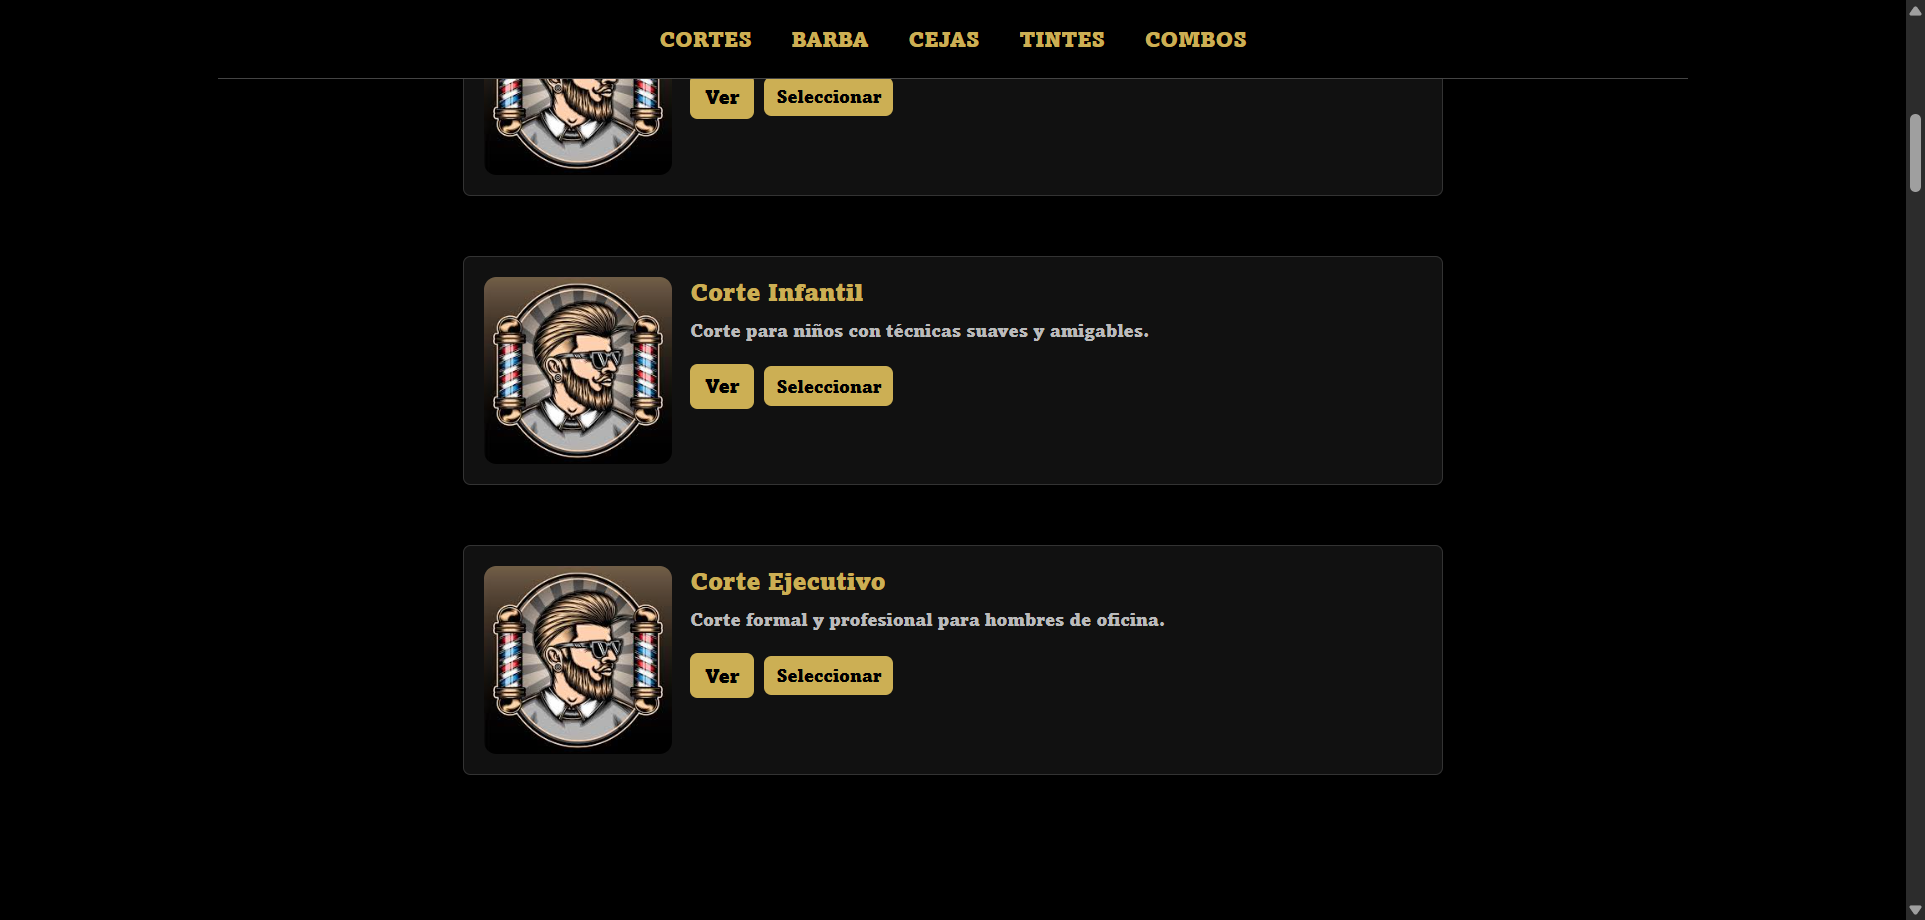 CORTES BARBA CEJAS TINTES COMBOS
Ver Seleccionar
Corte Infantil
Corte para niños con técnicas suaves y amigables.
Ver Seleccionar
Corte Ejecutivo
Corte formal y profesional para hombres de oficina.
Ver Seleccionar